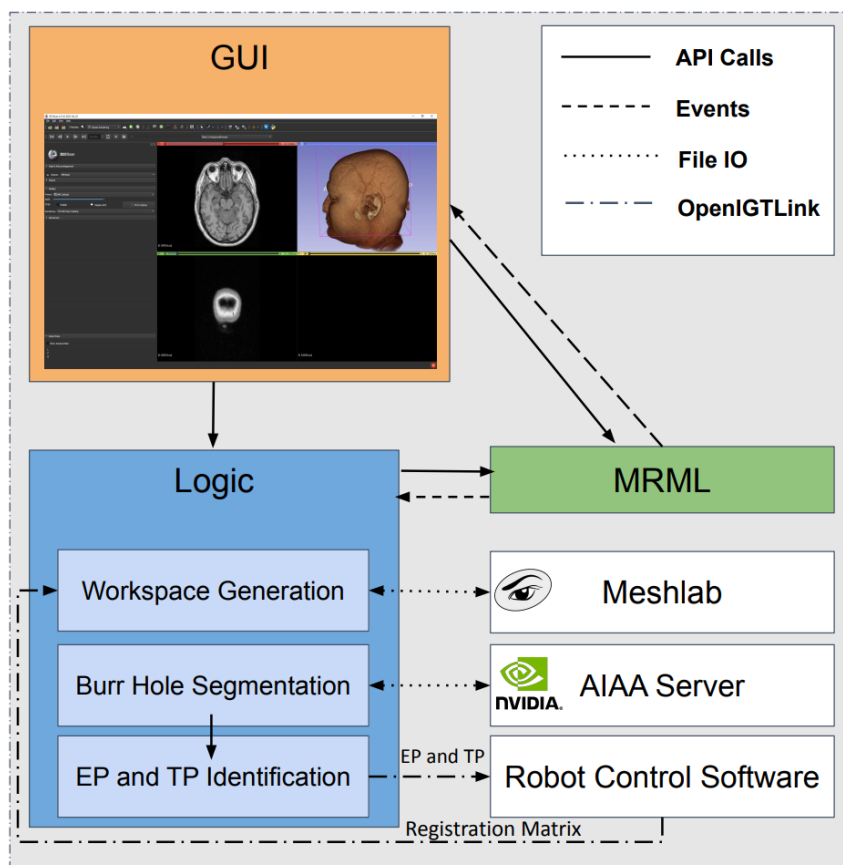 GUI
API Calls
Events
File IO
OpenIGTLink
Logic
MRML
Workspace Generation
Meshlab
Burr Hole Segmentation
NVIDIA.
AIAA Server
EP and TP Identification
EP and TP
Robot Control Software
Registration Matrix